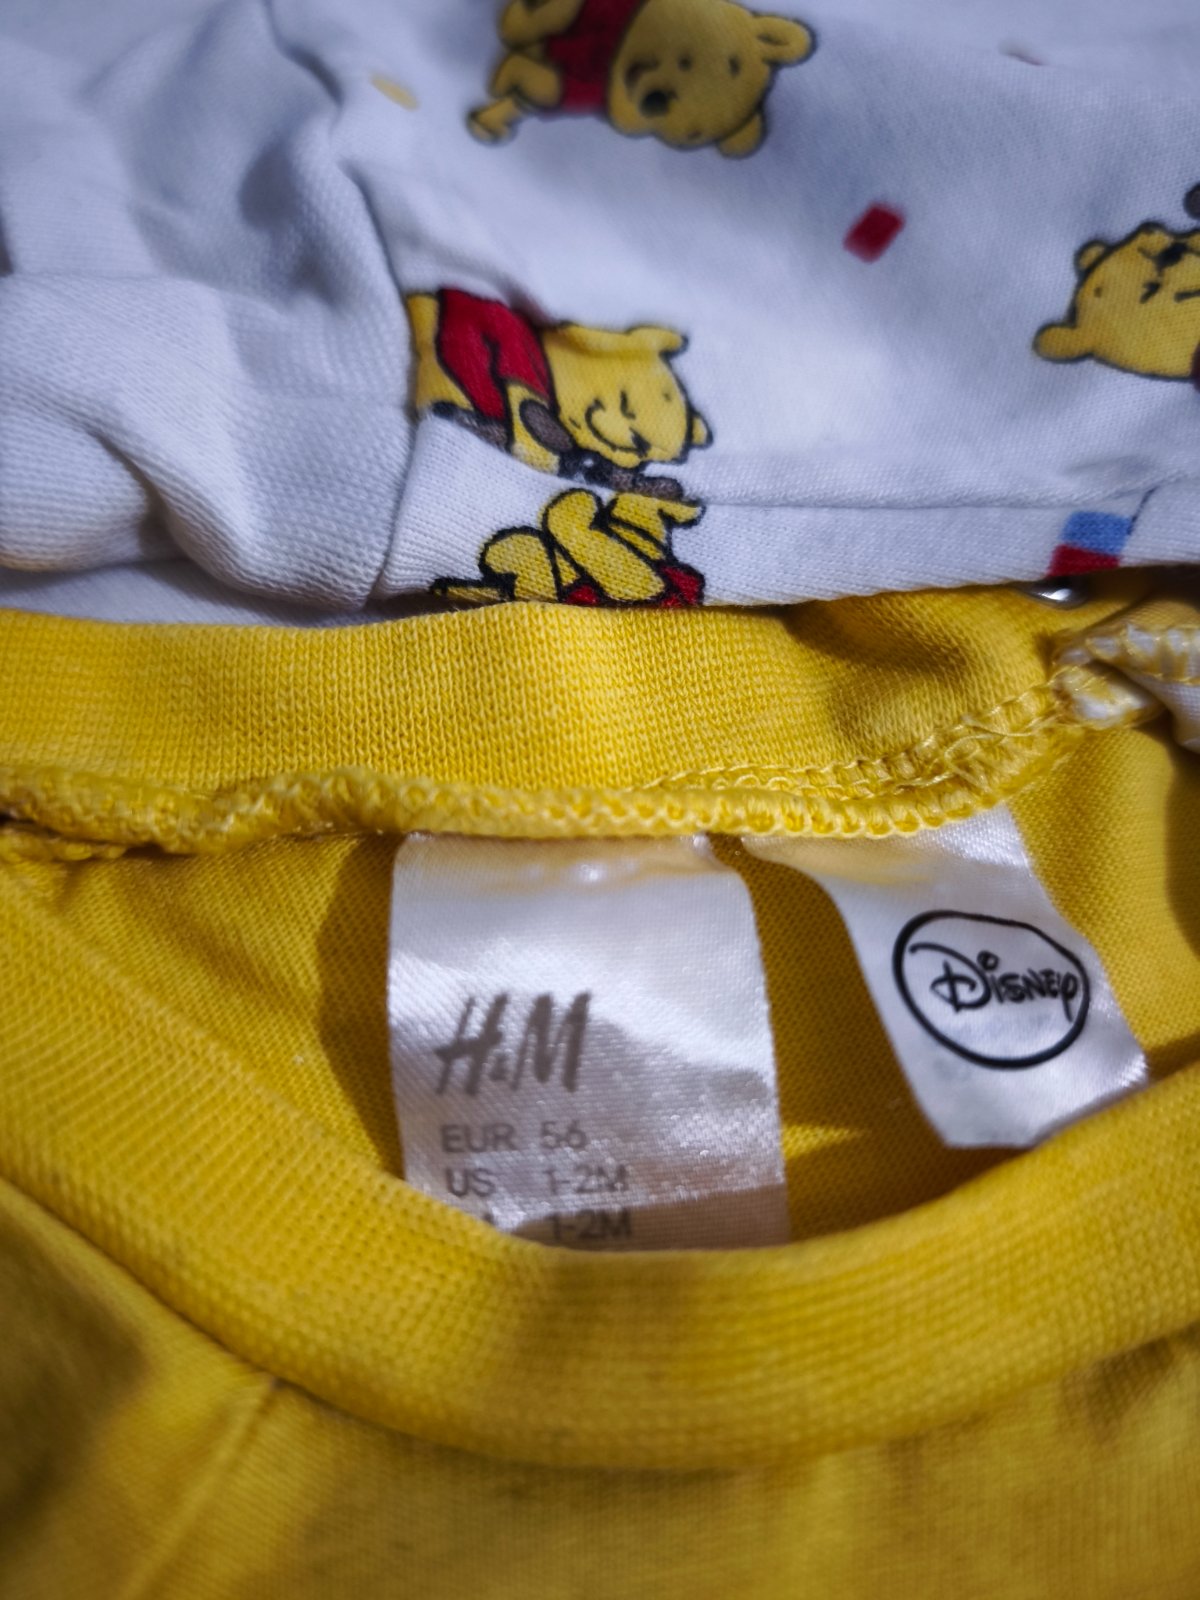 H&M
EUR 56
US 1-2M
1-2M
Disney